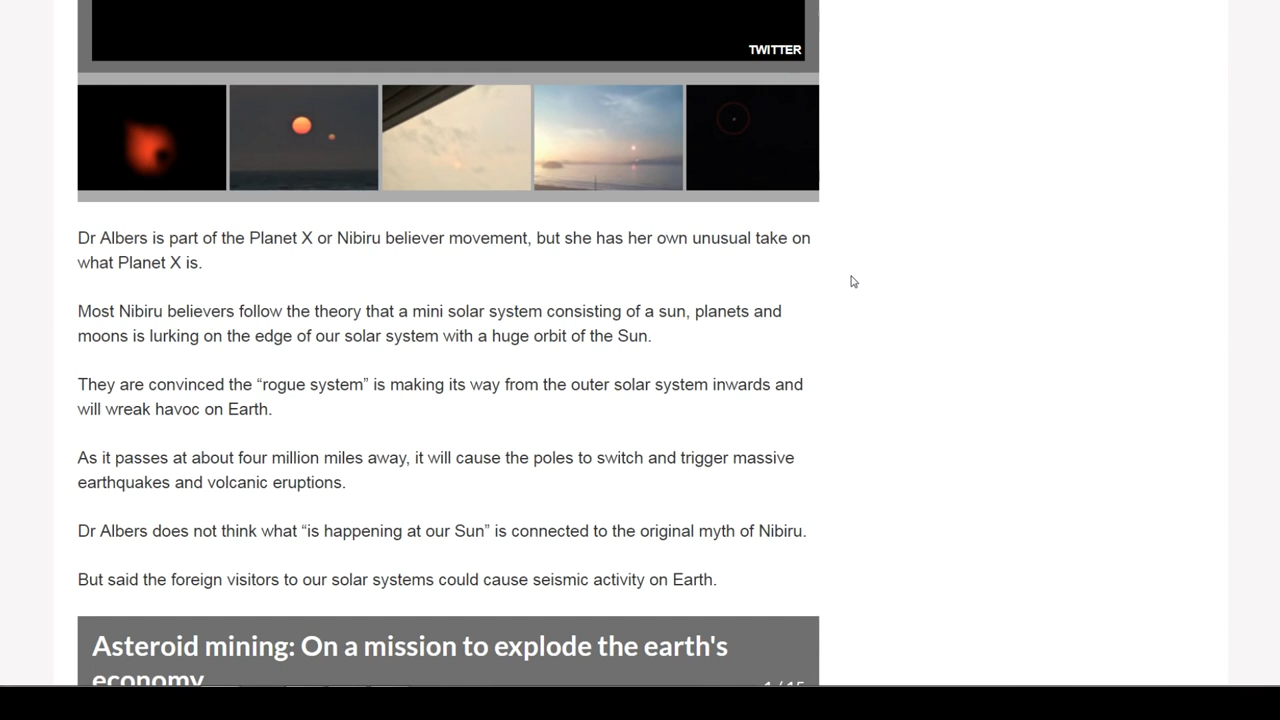 TWITTER
Dr Albers is part of the Planet X or Nibiru believer movement, but she has her own unusual take on
what Planet X is.
Most Nibiru believers follow the theory that a mini solar system consisting of a sun, planets and
moons is lurking on the edge of our solar system with a huge orbit of the Sun.
They are convinced the “rogue system” is making its way from the outer solar system inwards and
will wreak havoc on Earth.
As it passes at about four million miles away, it will cause the poles to switch and trigger massive
earthquakes and volcanic eruptions.
Dr Albers does not think what “is happening at our Sun” is connected to the original myth of Nibiru.
But said the foreign visitors to our solar systems could cause seismic activity on Earth.
Asteroid mining: On a mission to explode the earth's
economy
1 / 15